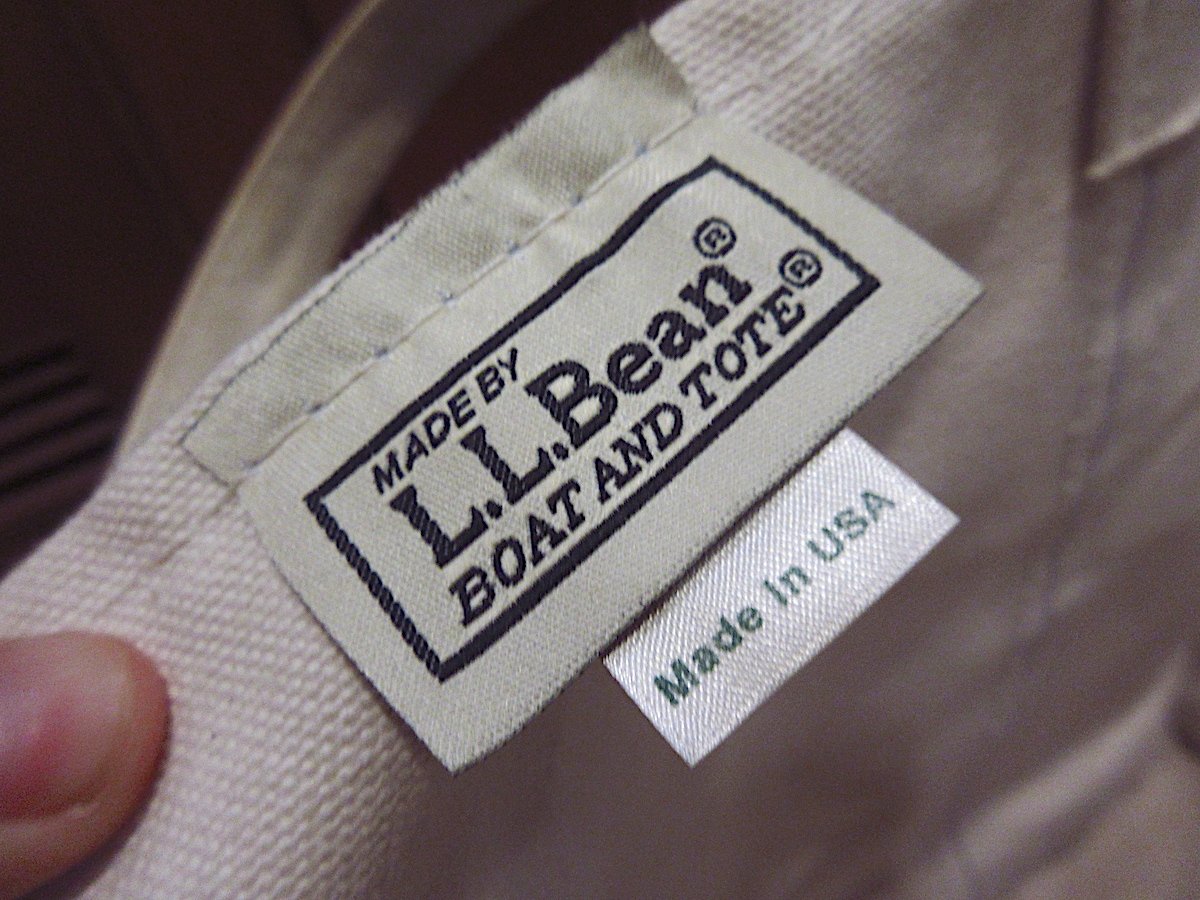 MADE BY
L.L.Bean®
BOAT AND TOTE®
Made in USA